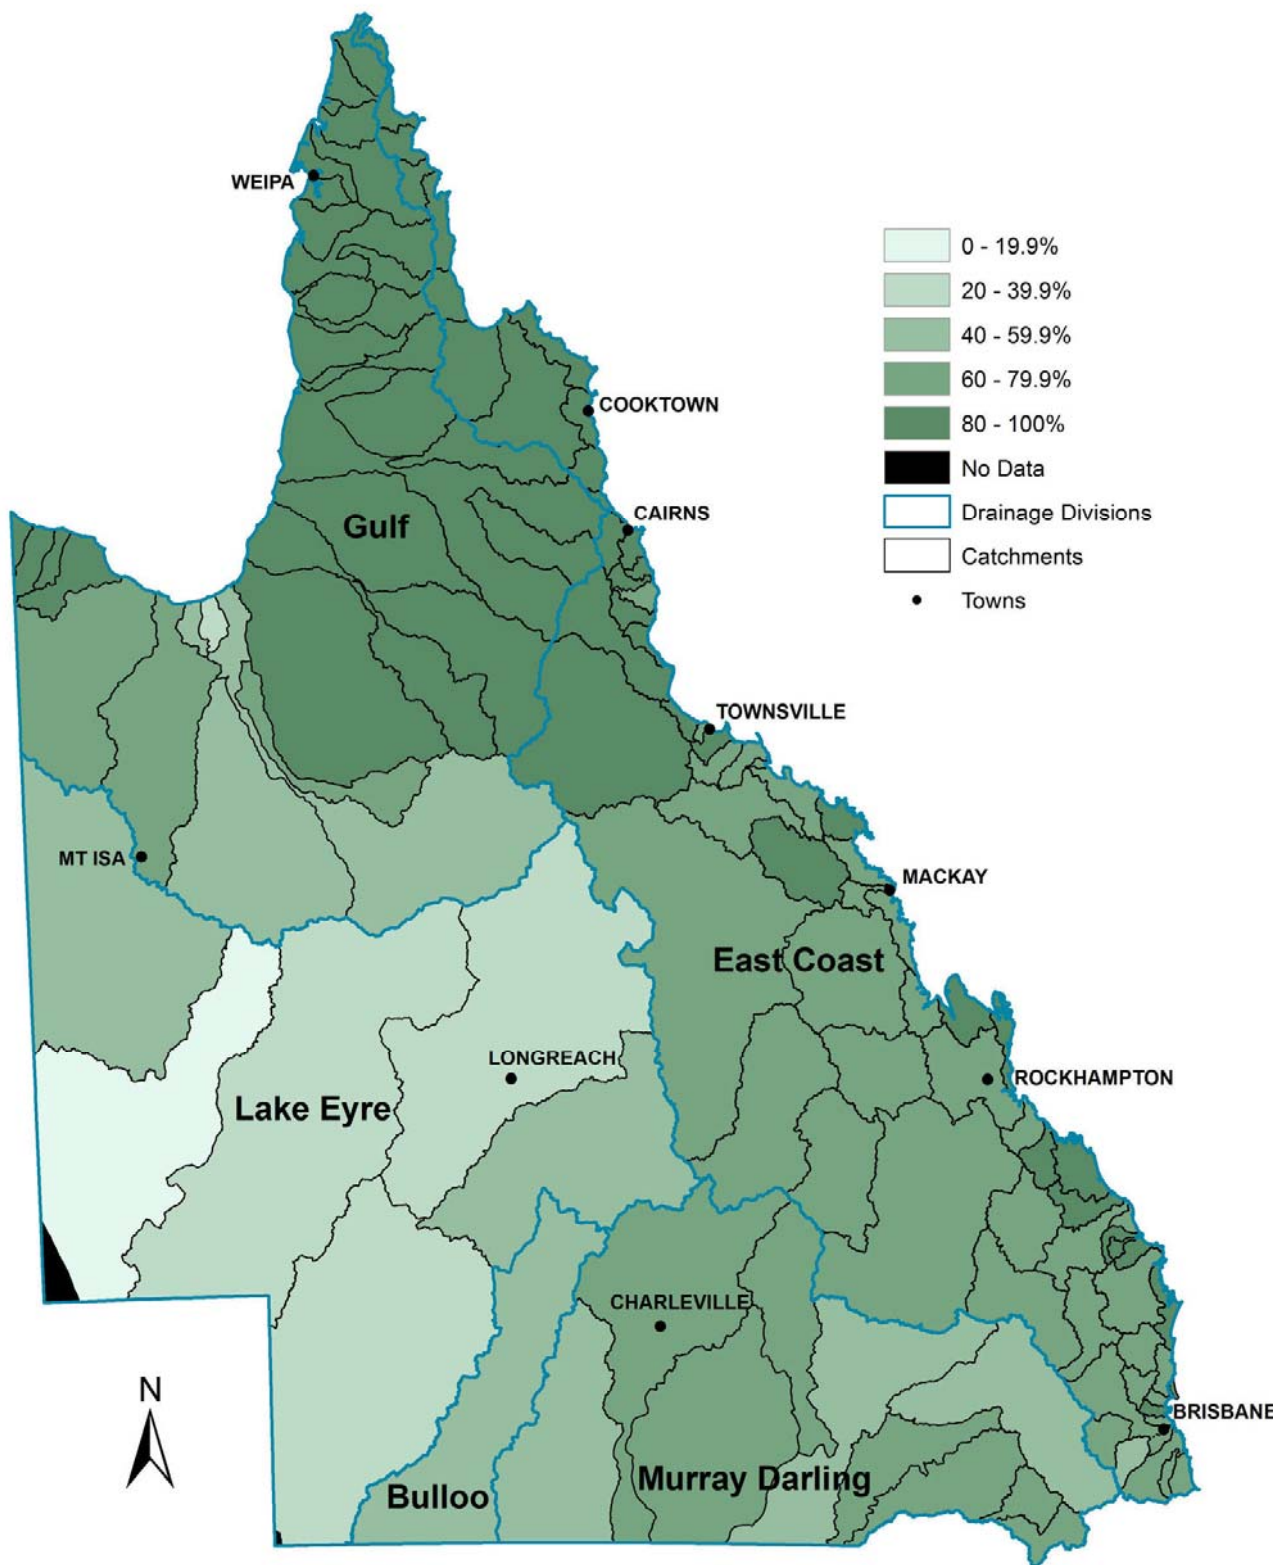 WEIPA
0 - 19.9%
20 - 39.9%
40 - 59.9%
60 - 79.9%
80 - 100%
No Data
Drainage Divisions
Catchments
Towns
COOKTOWN
CAIRNS
Gulf
TOWNSVILLE
MT ISA
MACKAY
East Coast
LONGREACH
ROCKHAMPTON
Lake Eyre
CHARLEVILLE
N
BRISBANE
Murray Darling
Bulloo